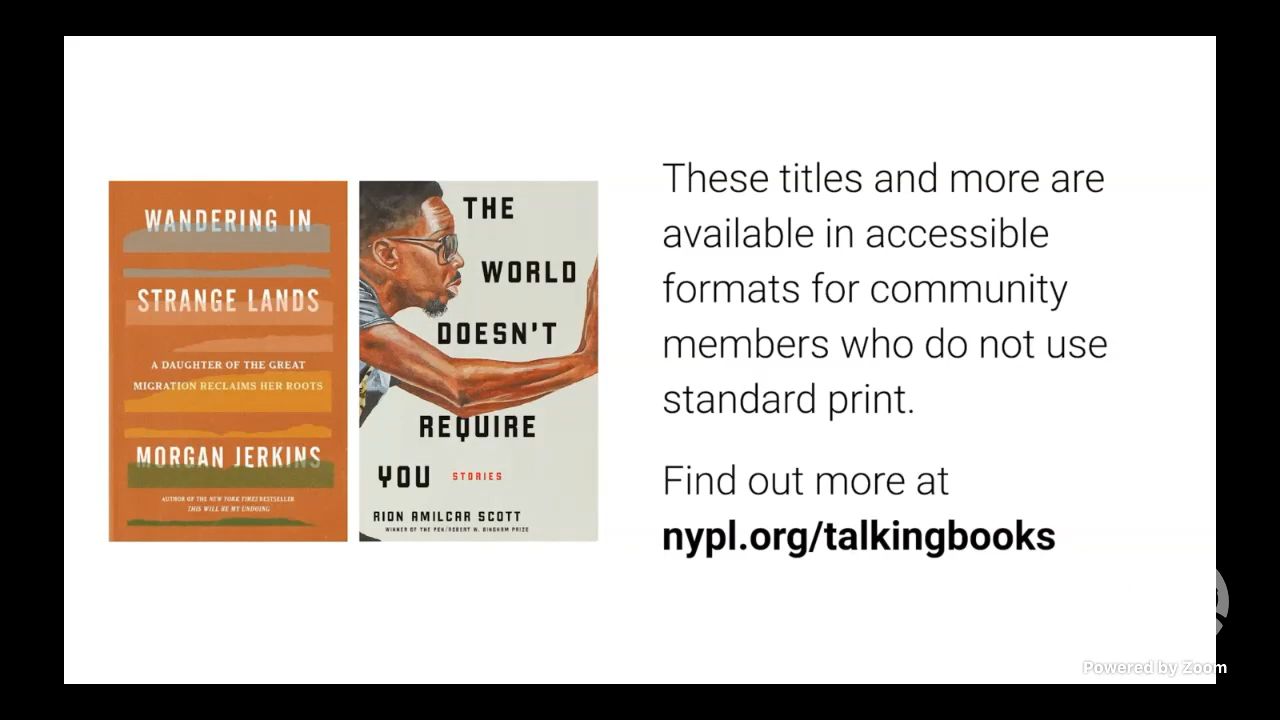 WANDERING IN
STRANGE LANDS
A DAUGHTER OF THE GREAT
MIGRATION RECLAIMS HER ROOTS
MORGAN JERKINS
AUTHOR OF THE NEW YORK TIMES BESTSELLER
THIS WILL BE MY UNDOING
THE
WORLD
DOESN'T
REQUIRE
YOU STORIES
RION AMILCAR SCOTT
WINNER OF THE PEN/ROBERT W. BINGHAM PRIZE
These titles and more are
available in accessible
formats for community
members who do not use
standard print.
Find out more at
nypl.org/talkingbooks
Powered by Zoom